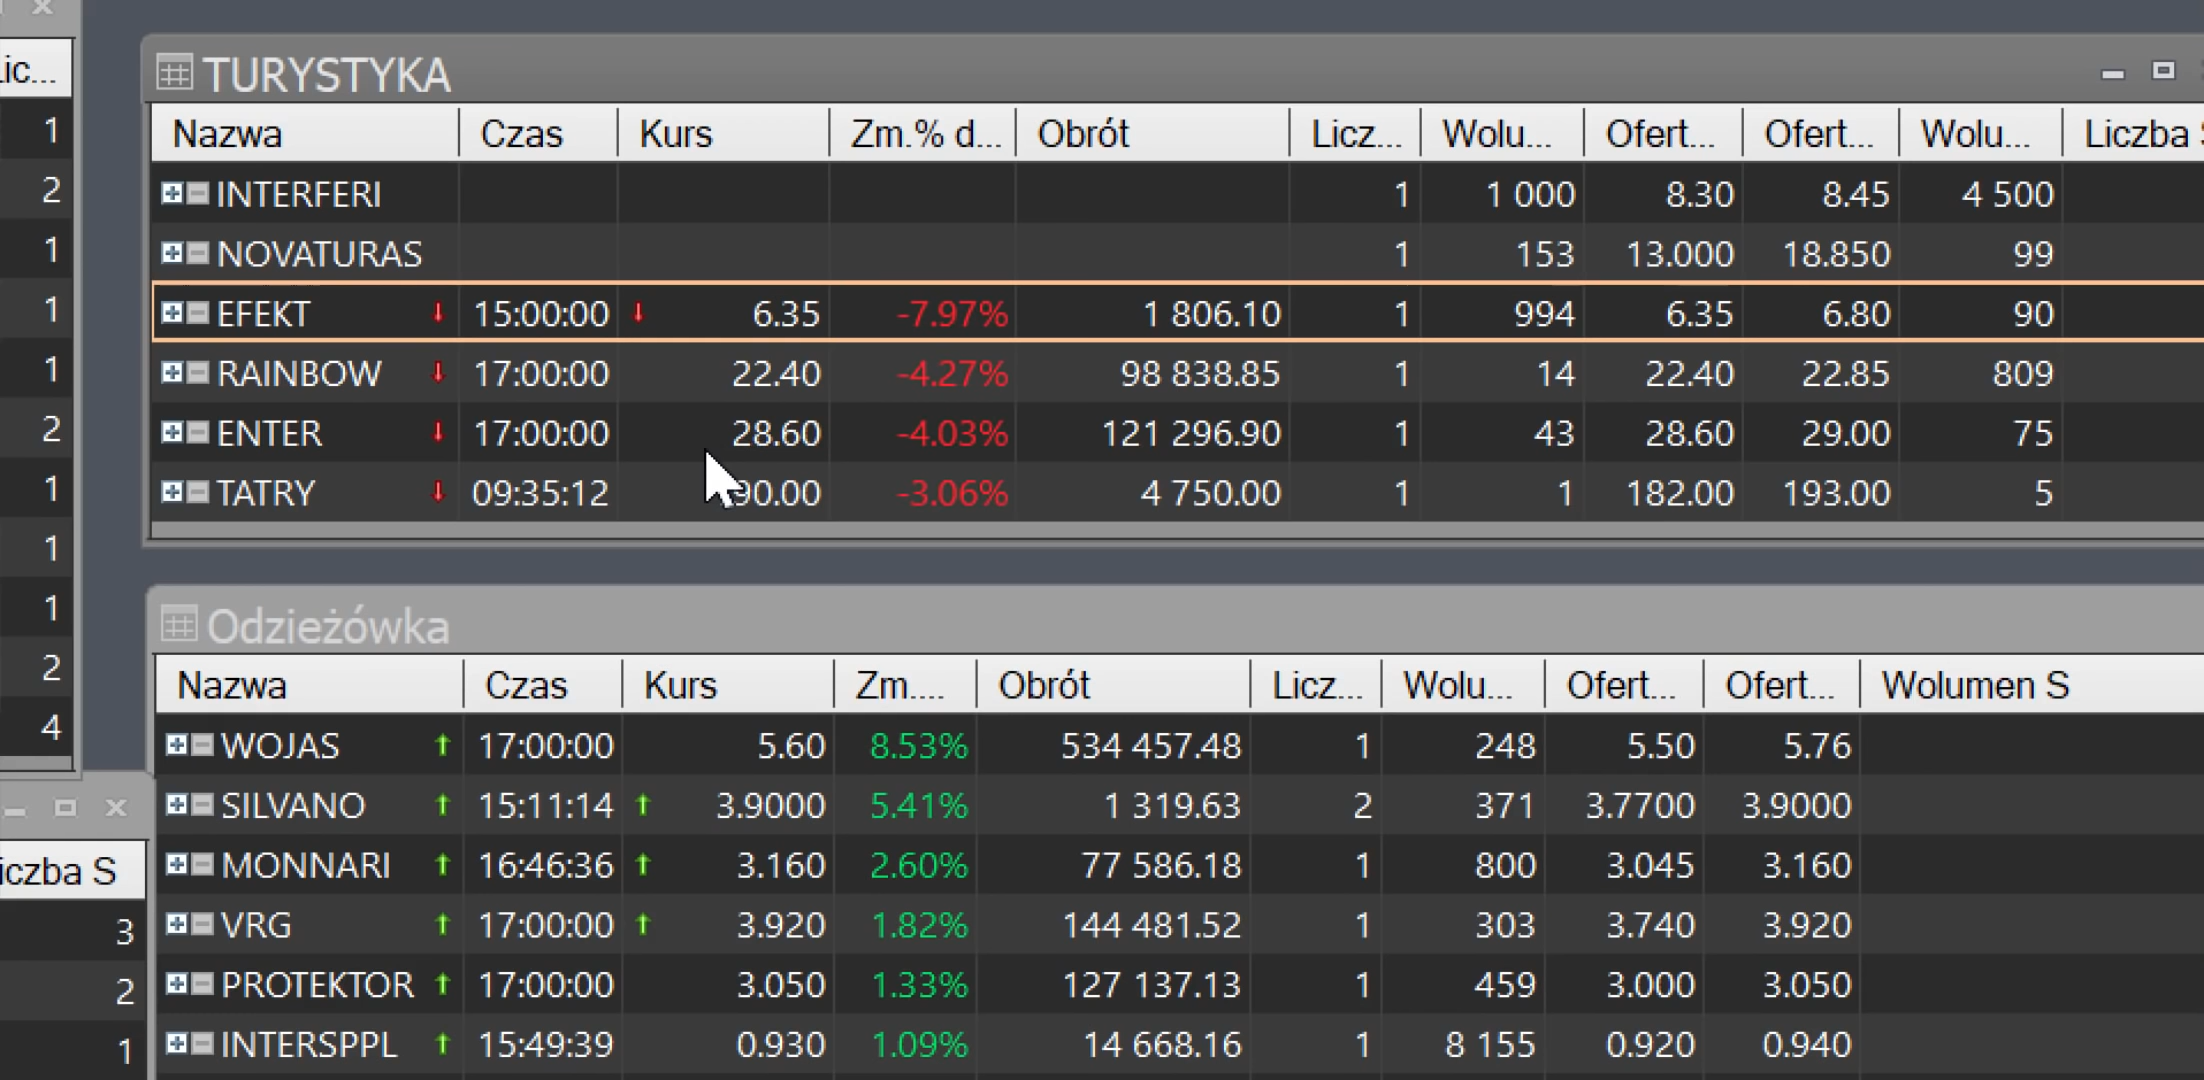 Lic...
1
2
1
1
1
2
1
1
1
2
4
iczba S
3
2
1
TURYSTYKA
Nazwa Czas Kurs Zm.% d... Obrót Licz... Wolu... Ofert... Ofert... Wolu... Liczba
INTERFERI 1 1 000 8.30 8.45 4 500
NOVATURAS 1 153 13.000 18.850 99
EFEKT 15:00:00 6.35 -7.97% 1 806.10 1 994 6.35 6.80 90
RAINBOW 17:00:00 22.40 -4.27% 98 838.85 1 14 22.40 22.85 809
ENTER 17:00:00 28.60 -4.03% 121 296.90 1 43 28.60 29.00 75
TATRY 09:35:12 90.00 -3.06% 4 750.00 1 1 182.00 193.00 5
Odzieżówka
Nazwa Czas Kurs Zm.... Obrót Licz... Wolu... Ofert... Ofert... Wolumen S
WOJAS 17:00:00 5.60 8.53% 534 457.48 1 248 5.50 5.76
SILVANO 15:11:14 3.9000 5.41% 1 319.63 2 371 3.7700 3.9000
MONNARI 16:46:36 3.160 2.60% 77 586.18 1 800 3.045 3.160
VRG 17:00:00 3.920 1.82% 144 481.52 1 303 3.740 3.920
PROTEKTOR 17:00:00 3.050 1.33% 127 137.13 1 459 3.000 3.050
INTERSPPL 15:49:39 0.930 1.09% 14 668.16 1 8 155 0.920 0.940